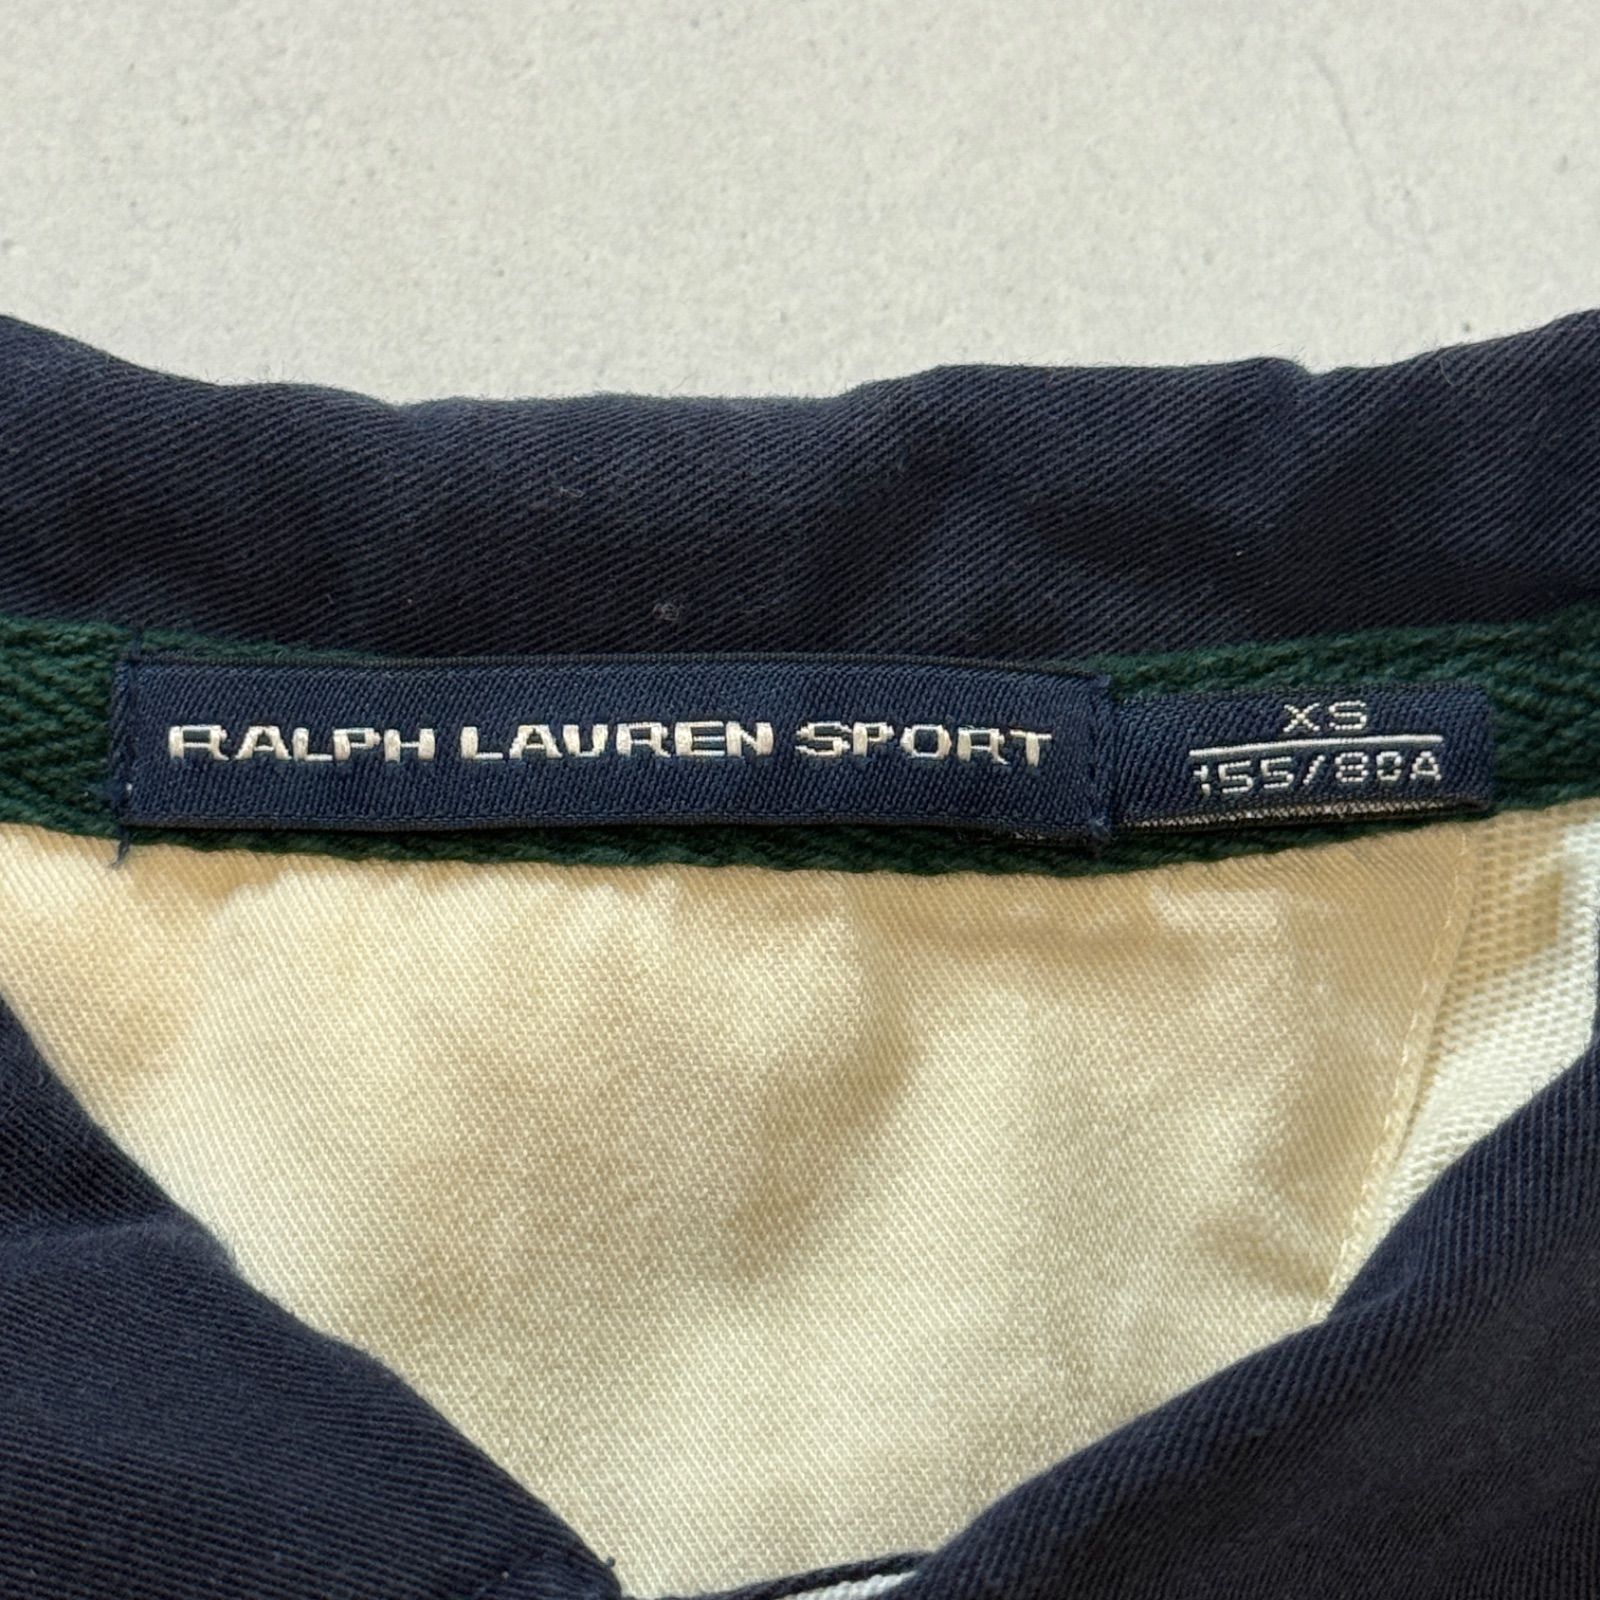 RALPH LAUREN SPORT
XS
155/80A